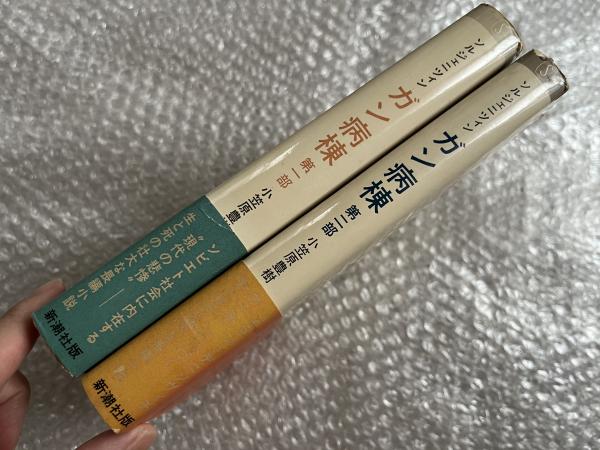 ソルジェニツィン
ガン病棟
第一部
小笠原豊樹
ソビエト社会に内在する
"現代の悲惨"――
生と死の壮大な長編小説
新潮社版
ソルジェニツィン
ガン病棟
第二部
小笠原豊樹
新潮社版